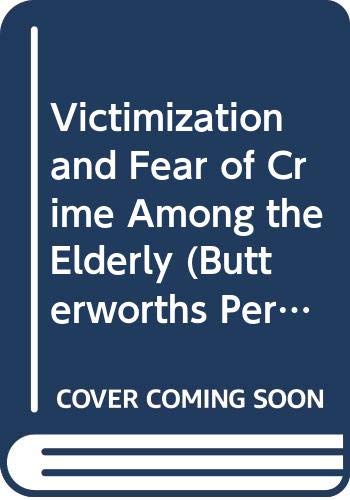 Victimization
and Fear of Cr
ime Among the
Elderly (Butt
erworths Per...
COVER COMING SOON